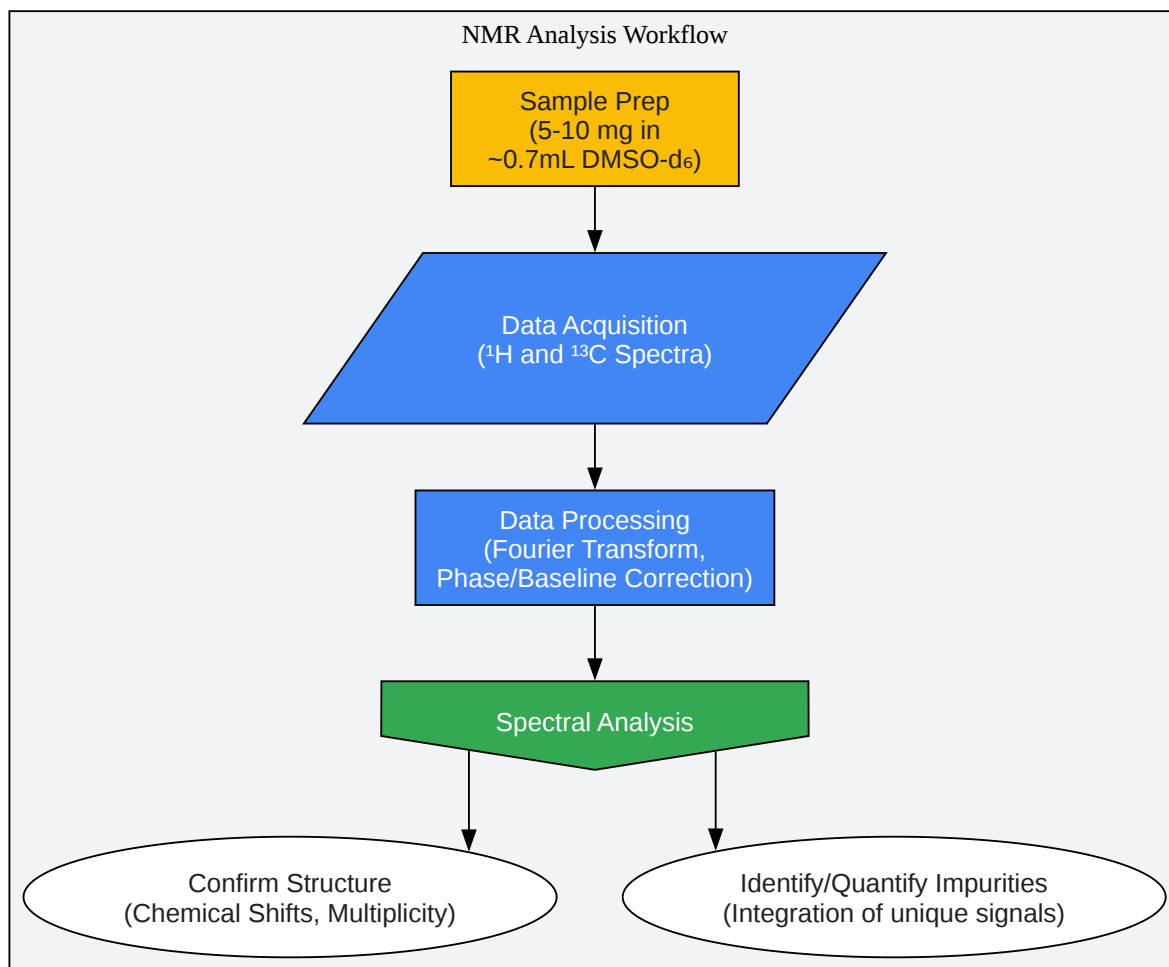 NMR Analysis Workflow
Sample Prep
(5-10 mg in
~0.7mL DMSO-d₆)
Data Acquisition
(¹H and ¹³C Spectra)
Data Processing
(Fourier Transform,
Phase/Baseline Correction)
Spectral Analysis
Confirm Structure
(Chemical Shifts, Multiplicity)
Identify/Quantify Impurities
(Integration of unique signals)